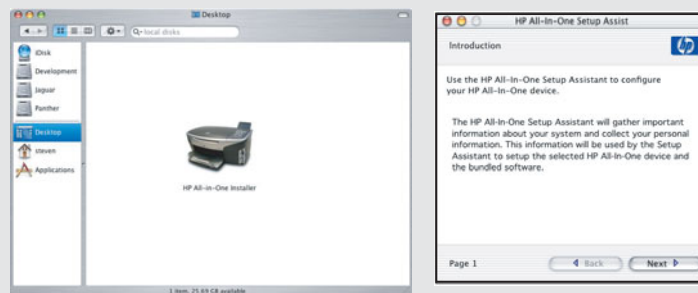 Desktop
Q- local disks
iDisk
Development
Jaguar
Panther
Desktop
steven
Applications
HP All-in-One Installer
1 item, 25.69 GB available
HP All-In-One Setup Assist
Introduction
hp
Use the HP All-In-One Setup Assistant to configure
your HP All-In-One device.
The HP All-In-One Setup Assistant will gather important
information about your system and collect your personal
information. This information will be used by the Setup
Assistant to setup the selected HP All-In-One device and
the bundled software.
Page 1
Back
Next